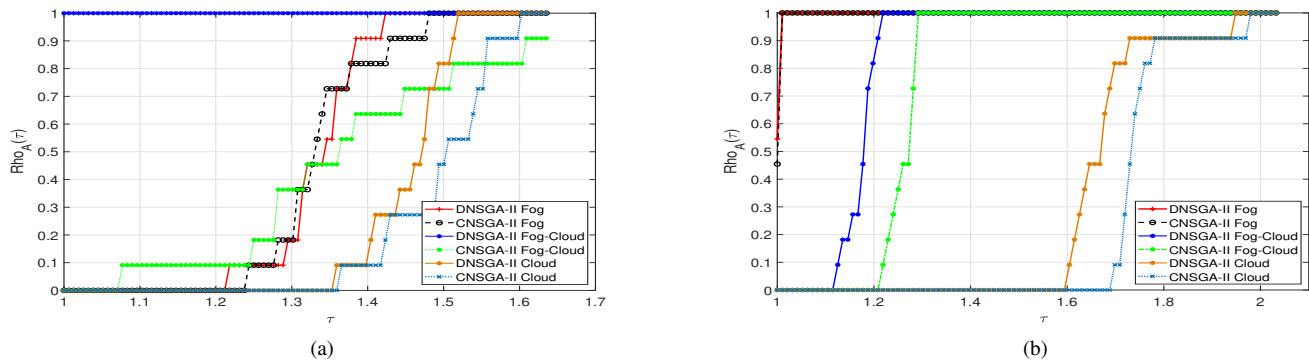 1
0.9
0.8
0.7
0.6
0.5
0.4
0.3
0.2
0.1
0
Rho_A(τ)
1 1.1 1.2 1.3 1.4 1.5 1.6 1.7
τ
DNSGA-II Fog
CNSGA-II Fog
DNSGA-II Fog-Cloud
CNSGA-II Fog-Cloud
DNSGA-II Cloud
CNSGA-II Cloud
(a)
1
0.9
0.8
0.7
0.6
0.5
0.4
0.3
0.2
0.1
0
Rho_A(τ)
1 1.2 1.4 1.6 1.8 2
τ
DNSGA-II Fog
CNSGA-II Fog
DNSGA-II Fog-Cloud
CNSGA-II Fog-Cloud
DNSGA-II Cloud
CNSGA-II Cloud
(b)